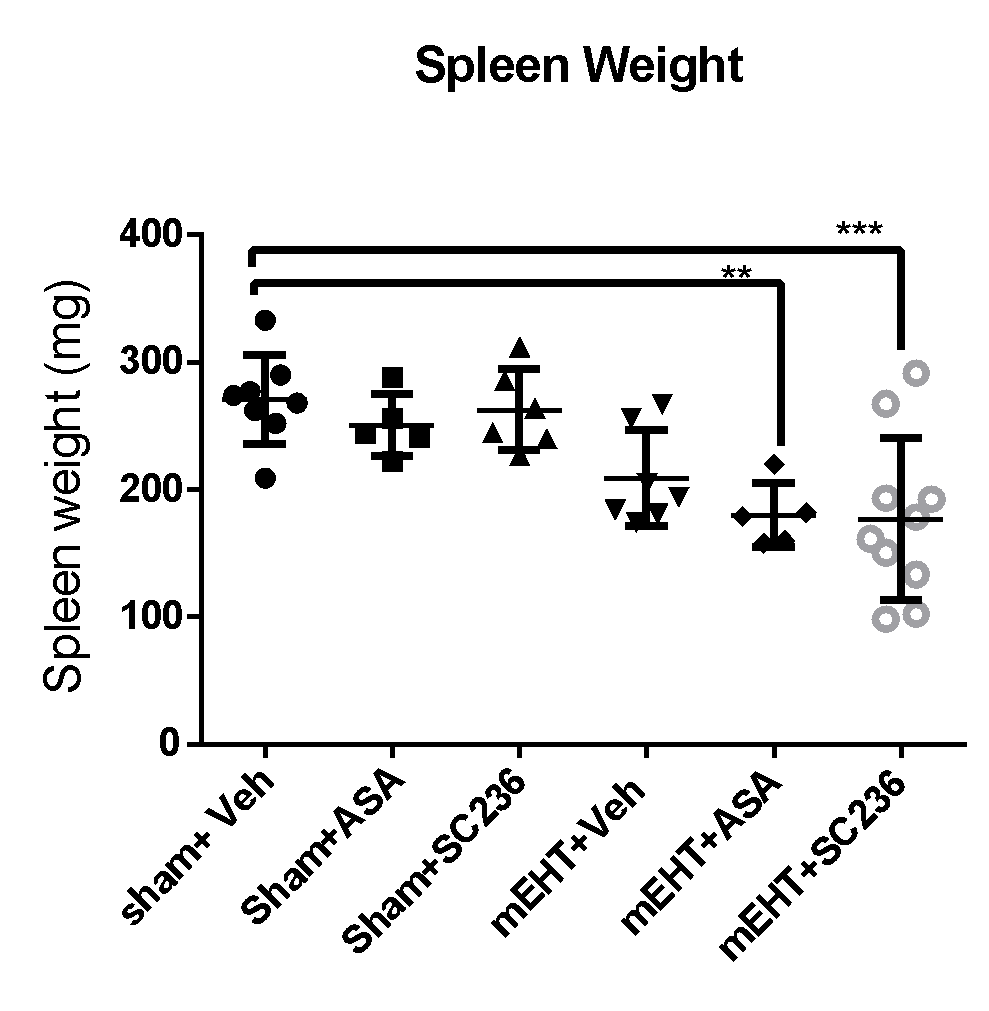 Spleen Weight
***
**
400
300
200
100
0
Spleen weight (mg)
sham+ Veh
Sham+ASA
Sham+SC236
mEHT+Veh
mEHT+ASA
mEHT+SC236